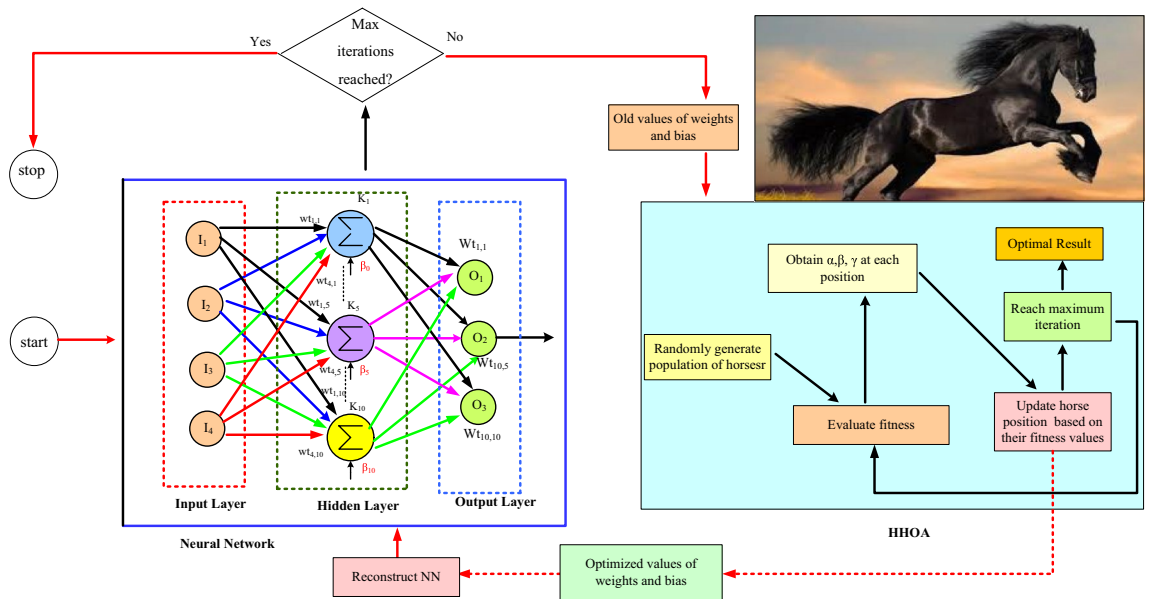 Max
iterations
reached?
Yes
No
stop
start
Old values of weights
and bias
K₁
wt₁,₁
I₁
∑
β₀
wt₄,₁
Wt₁,₁
O₁
I₂
wt₁,₅
K₅
∑
β₅
O₂
Wt₁₀,₅
I₃
wt₄,₅
wt₁,₁₀
K₁₀
O₃
Wt₁₀,₁₀
I₄
∑
wt₄,₁₀
β₁₀
Input Layer
Hidden Layer
Output Layer
Neural Network
Obtain α,β, γ at each
position
Optimal Result
Reach maximum
iteration
Randomly generate
population of horsesr
Evaluate fitness
Update horse
position based on
their fitness values
HHOA
Reconstruct NN
Optimized values of
weights and bias